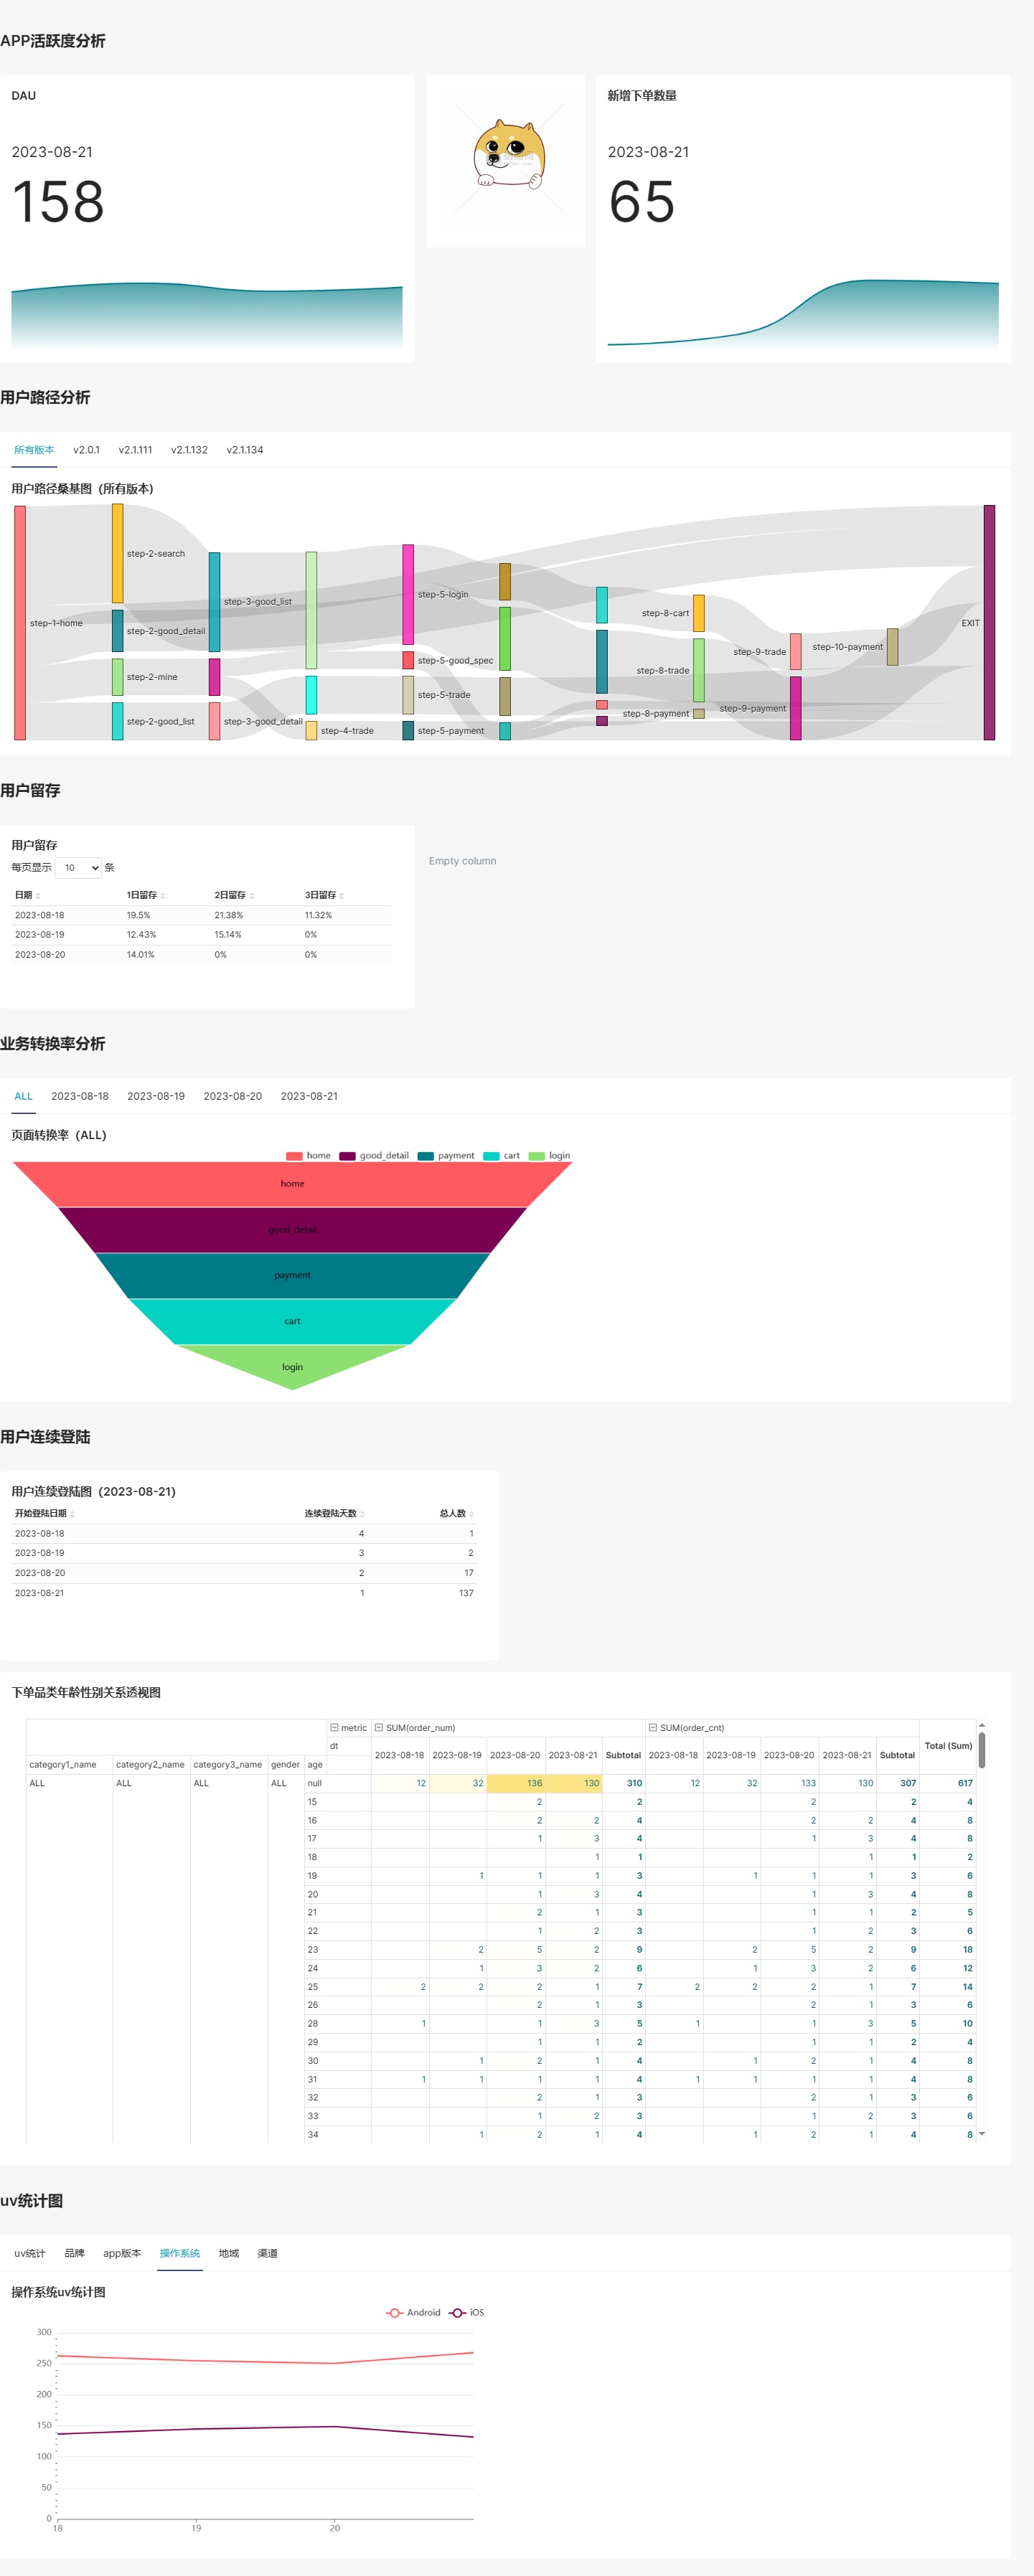 APP活跃度分析
DAU
2023-08-21
158
新增下单数量
2023-08-21
65
用户路径分析
所有版本 v2.0.1 v2.1.111 v2.1.132 v2.1.134
用户路径桑基图（所有版本）
step-1-home
step-2-search
step-2-good_detail
step-2-mine
step-2-good_list
step-3-good_list
step-3-good_detail
step-4-trade
step-5-login
step-5-good_spec
step-5-trade
step-5-payment
step-8-cart
step-8-trade
step-8-payment
step-9-trade
step-9-payment
step-10-payment
EXIT
用户留存
用户留存
每页显示 10 条
日期 1日留存 2日留存 3日留存
2023-08-18 19.5% 21.38% 11.32%
2023-08-19 12.43% 15.14% 0%
2023-08-20 14.01% 0% 0%
Empty column
业务转换率分析
ALL 2023-08-18 2023-08-19 2023-08-20 2023-08-21
页面转换率（ALL）
home good_detail payment cart login
home
good_detail
payment
cart
login
用户连续登陆
用户连续登陆图（2023-08-21）
开始登陆日期 连续登陆天数 总人数
2023-08-18 4 1
2023-08-19 3 2
2023-08-20 2 17
2023-08-21 1 137
下单品类年龄性别关系透视图
metric SUM(order_num) SUM(order_cnt) Total (Sum)
dt 2023-08-18 2023-08-19 2023-08-20 2023-08-21 Subtotal 2023-08-18 2023-08-19 2023-08-20 2023-08-21 Subtotal
category1_name category2_name category3_name gender age
ALL ALL ALL ALL null 12 32 136 130 310 12 32 133 130 307 617
15 2 2 2 2 4
16 2 2 4 2 2 4 8
17 1 3 4 1 3 4 8
18 1 1 1 1 2
19 1 1 1 3 1 1 1 3 6
20 1 3 4 1 3 4 8
21 2 1 3 1 1 2 5
22 1 2 3 1 2 3 6
23 2 5 2 9 2 5 2 9 18
24 1 3 2 6 1 3 2 6 12
25 2 2 2 1 7 2 2 2 1 7 14
26 2 1 3 2 1 3 6
28 1 1 3 5 1 1 3 5 10
29 1 1 2 1 1 2 4
30 1 2 1 4 1 2 1 4 8
31 1 1 1 1 4 1 1 1 1 4 8
32 2 1 3 2 1 3 6
33 1 2 3 1 2 3 6
34 1 2 1 4 1 2 1 4 8
uv统计图
uv统计 品牌 app版本 操作系统 地域 渠道
操作系统uv统计图
Android iOS
300
250
200
150
100
50
0
18 19 20